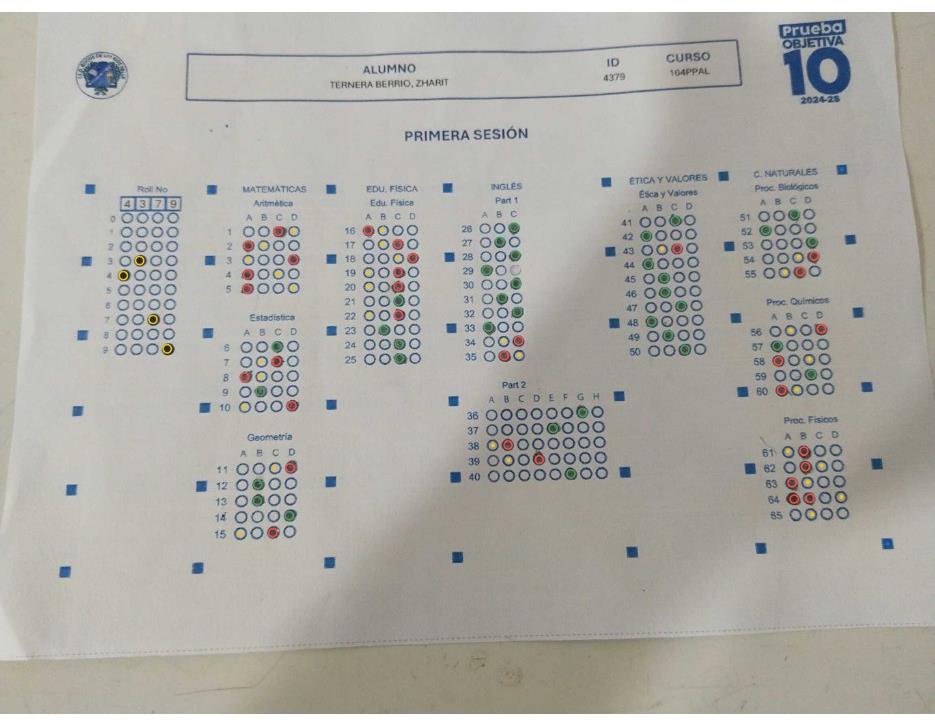 Prueba
OBJETIVA
10
2024-25
ALUMNO ID CURSO
TERNERA BERRIO, ZHARIT 4379 104PPAL
PRIMERA SESIÓN
Roll No
4 3 7 9
0
1
2
3
4
5
6
7
8
9
MATEMÁTICAS
Aritmética
A B C D
1
2
3
4
5
Estadística
6
7
8
9
10
Geometría
A B C D
11
12
13
14
15
EDU. FÍSICA
Edu. Física
A B C D
16
17
18
19
20
21
22
23
24
25
INGLÉS
Part 1
A B C
26
27
28
29
30
31
32
33
34
35
Part 2
A B C D E F G H
36
37
38
39
40
ÉTICA Y VALORES
Ética y Valores
A B C D
41
42
43
44
45
46
47
48
49
50
C. NATURALES
Proc. Biológicos
A B C D
51
52
53
54
55
Proc. Químicos
A B C D
56
57
58
59
60
Proc. Físicos
A B C D
61
62
63
64
65